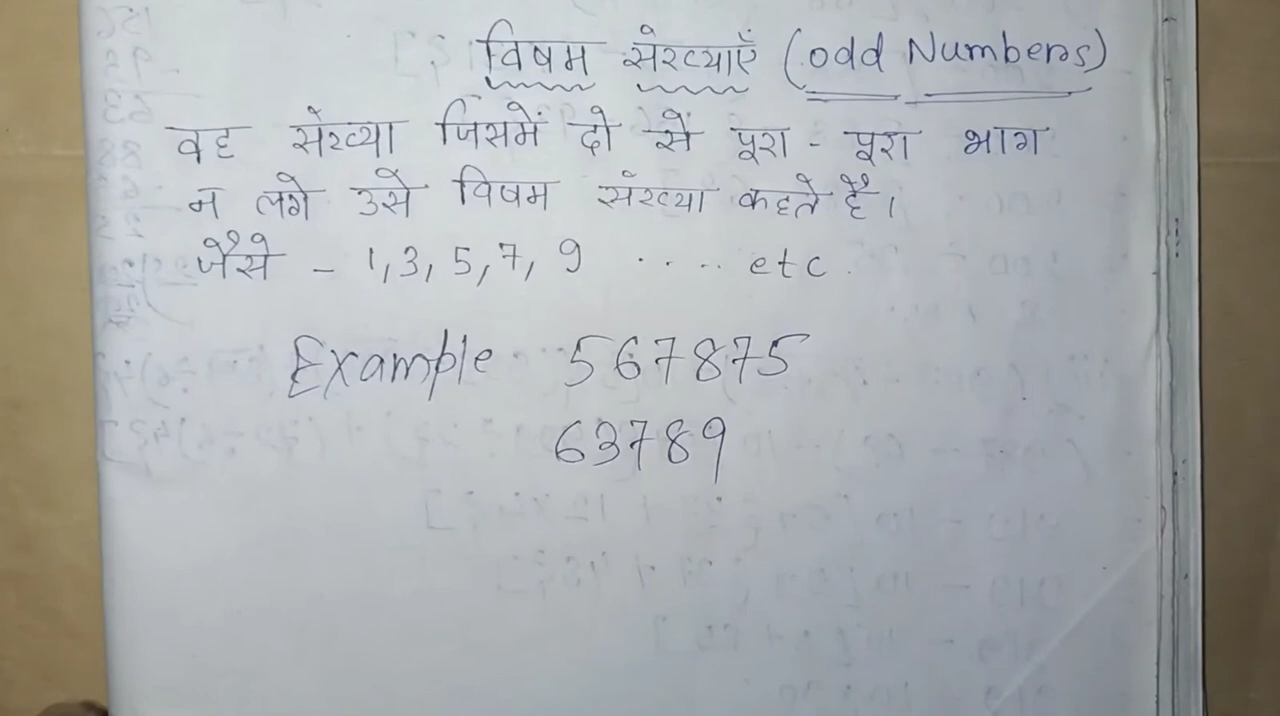 विषम संख्याएँ (odd Numbers)
वह संख्या जिसमें दो से पूरा - पूरा भाग
न लगे उसे विषम संख्या कहते है।
जैसे - 1, 3, 5, 7, 9 ..... etc.
Example 567875
63789